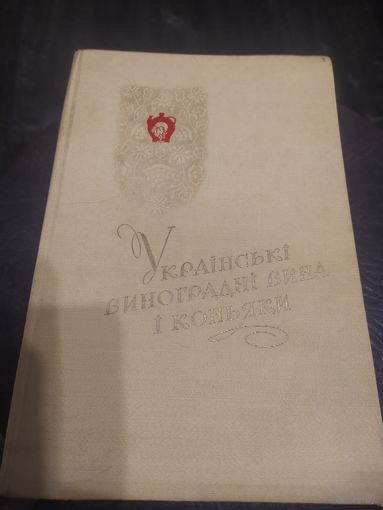 Українські
виноградні вина
і коньяки